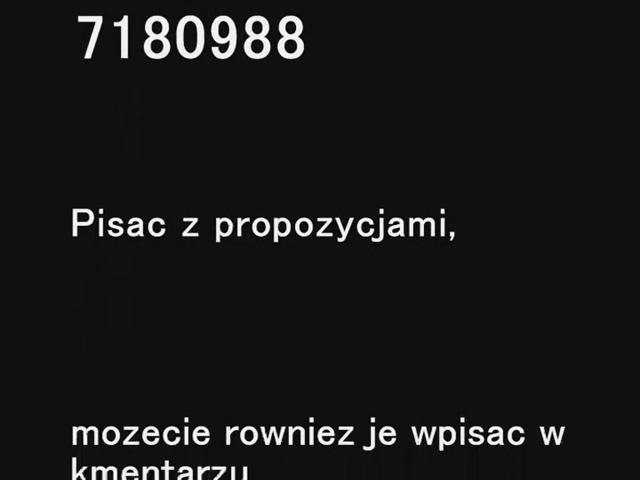 7180988
Pisac z propozycjami,
mozecie rowniez je wpisac w
kmentarzu